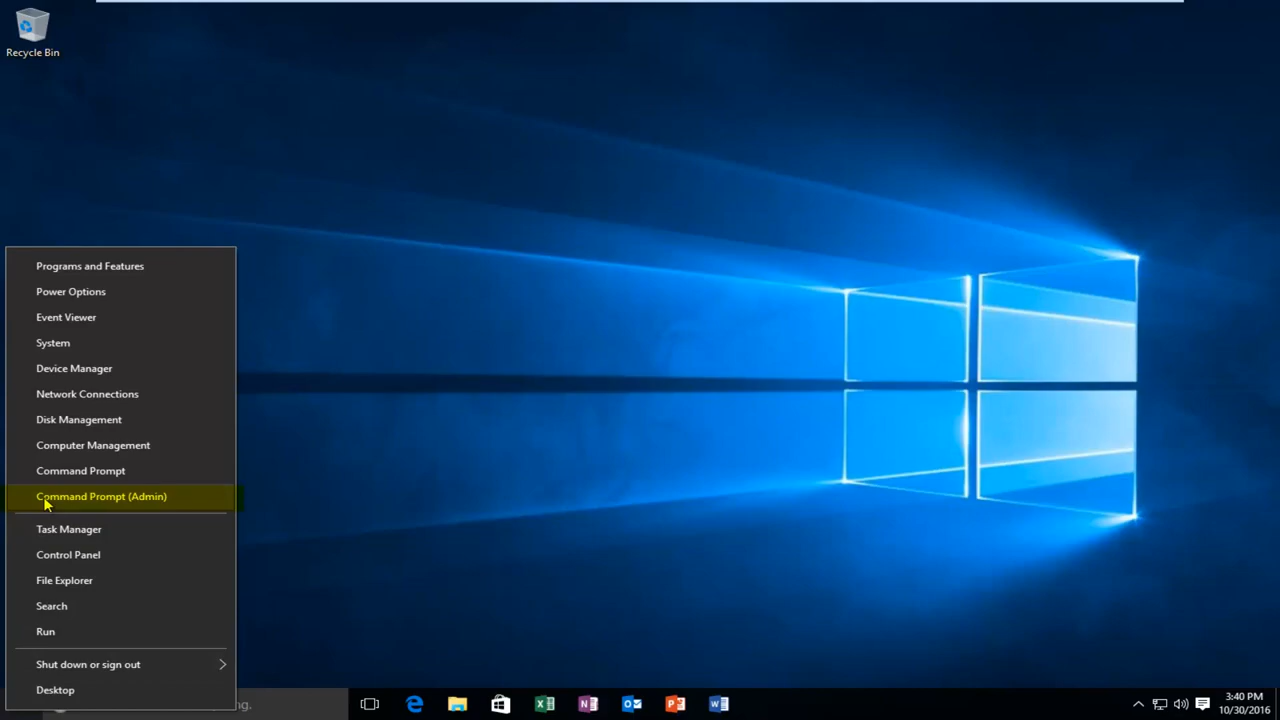 Recycle Bin
Programs and Features
Power Options
Event Viewer
System
Device Manager
Network Connections
Disk Management
Computer Management
Command Prompt
Command Prompt (Admin)
Task Manager
Control Panel
File Explorer
Search
Run
Shut down or sign out
Desktop
ng.
3:40 PM
10/30/2016